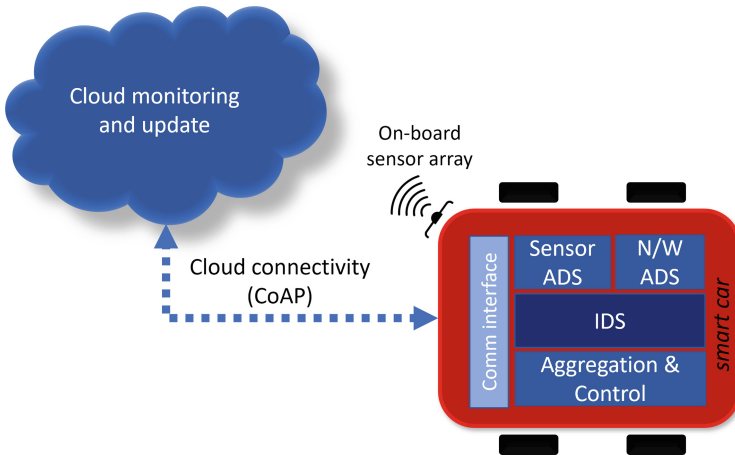 Cloud monitoring
and update
On-board
sensor array
Cloud connectivity
(CoAP)
Comm interface
Sensor
ADS
N/W
ADS
IDS
Aggregation &
Control
smart car